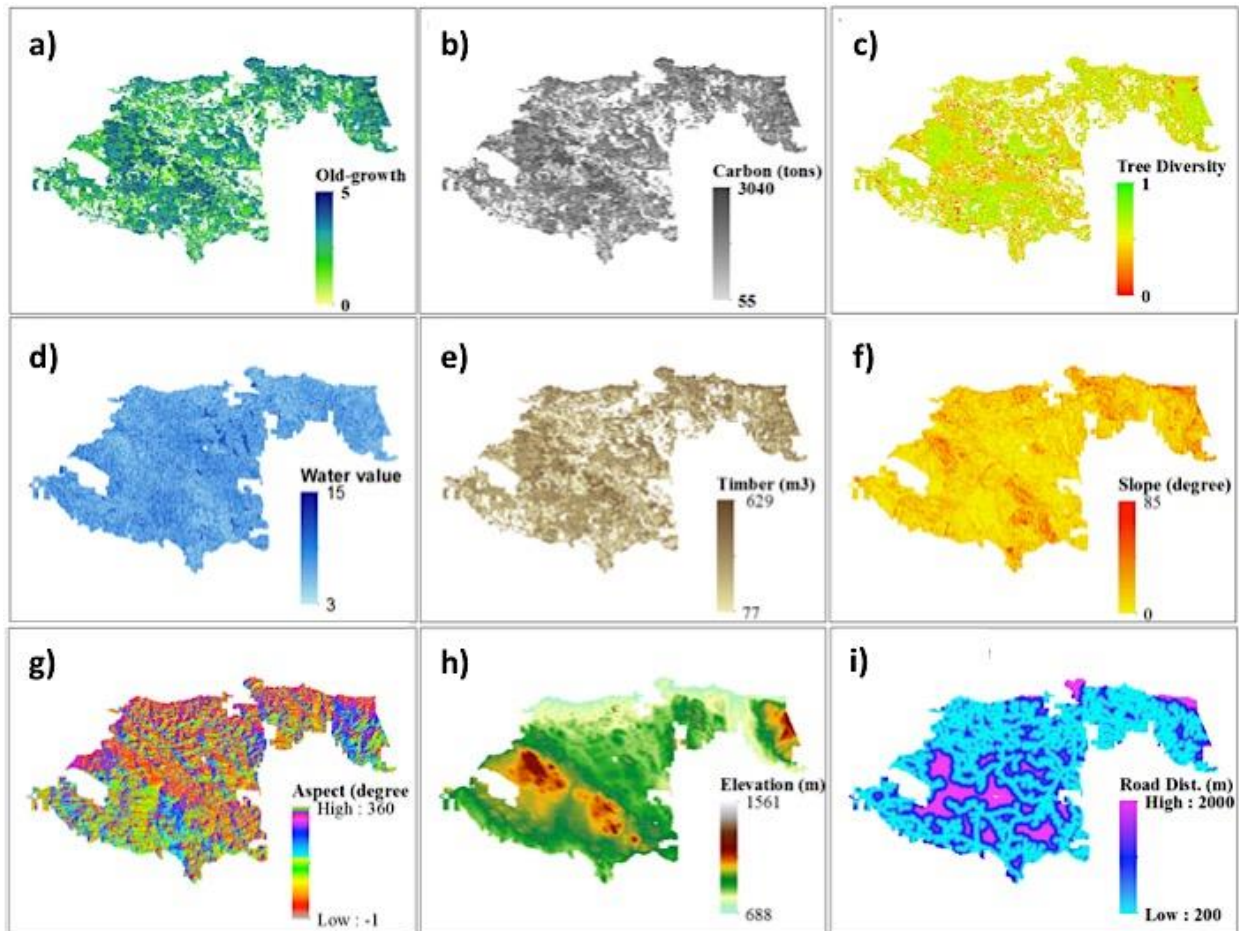 a)
Old-growth
5
0
b)
Carbon (tons)
3040
55
c)
Tree Diversity
1
0
d)
Water value
15
3
e)
Timber (m3)
629
77
f)
Slope (degree)
85
0
g)
Aspect (degree
High : 360
Low : -1
h)
Elevation (m)
1561
688
i)
Road Dist. (m)
High : 2000
Low : 200